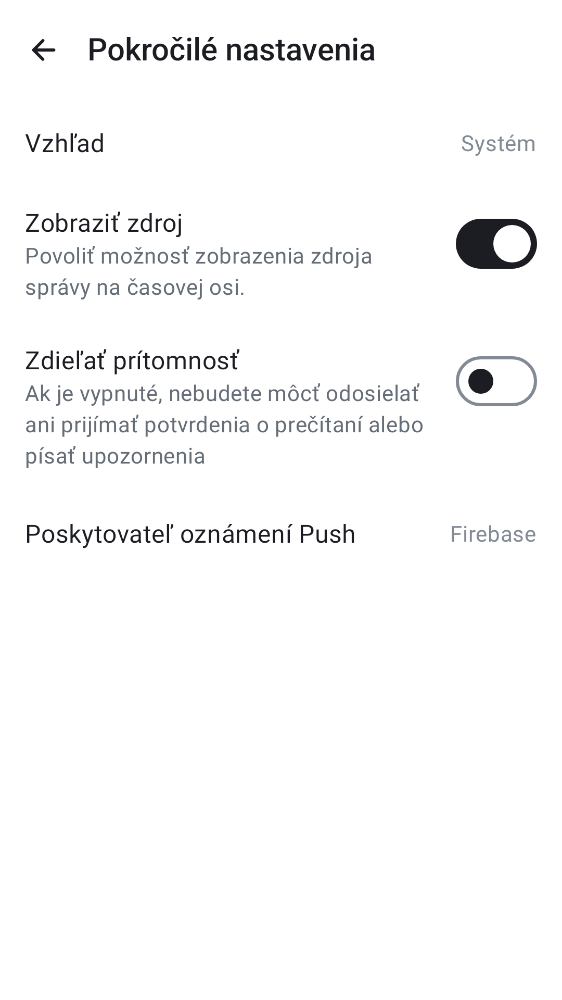 Pokročilé nastavenia
Vzhľad
Systém
Zobraziť zdroj
Povoliť možnosť zobrazenia zdroja
správy na časovej osi.
Zdieľať prítomnosť
Ak je vypnuté, nebudete môcť odosielať
ani prijímať potvrdenia o prečítaní alebo
písať upozornenia
Poskytovateľ oznámení Push
Firebase